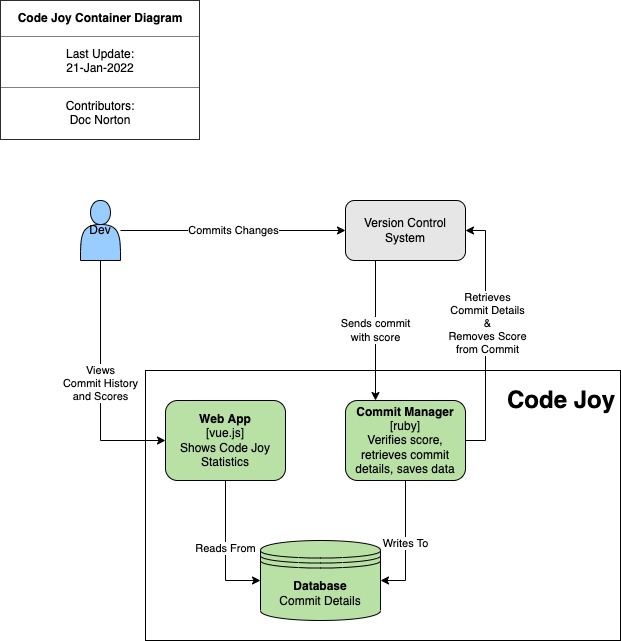 Code Joy Container Diagram
Last Update:
21-Jan-2022
Contributors:
Doc Norton
Dev
Commits Changes
Version Control
System
Sends commit
with score
Retrieves
Commit Details
&
Removes Score
from Commit
Views
Commit History
and Scores
Code Joy
Web App
[vue.js]
Shows Code Joy
Statistics
Commit Manager
[ruby]
Verifies score,
retrieves commit
details, saves data
Reads From
Writes To
Database
Commit Details